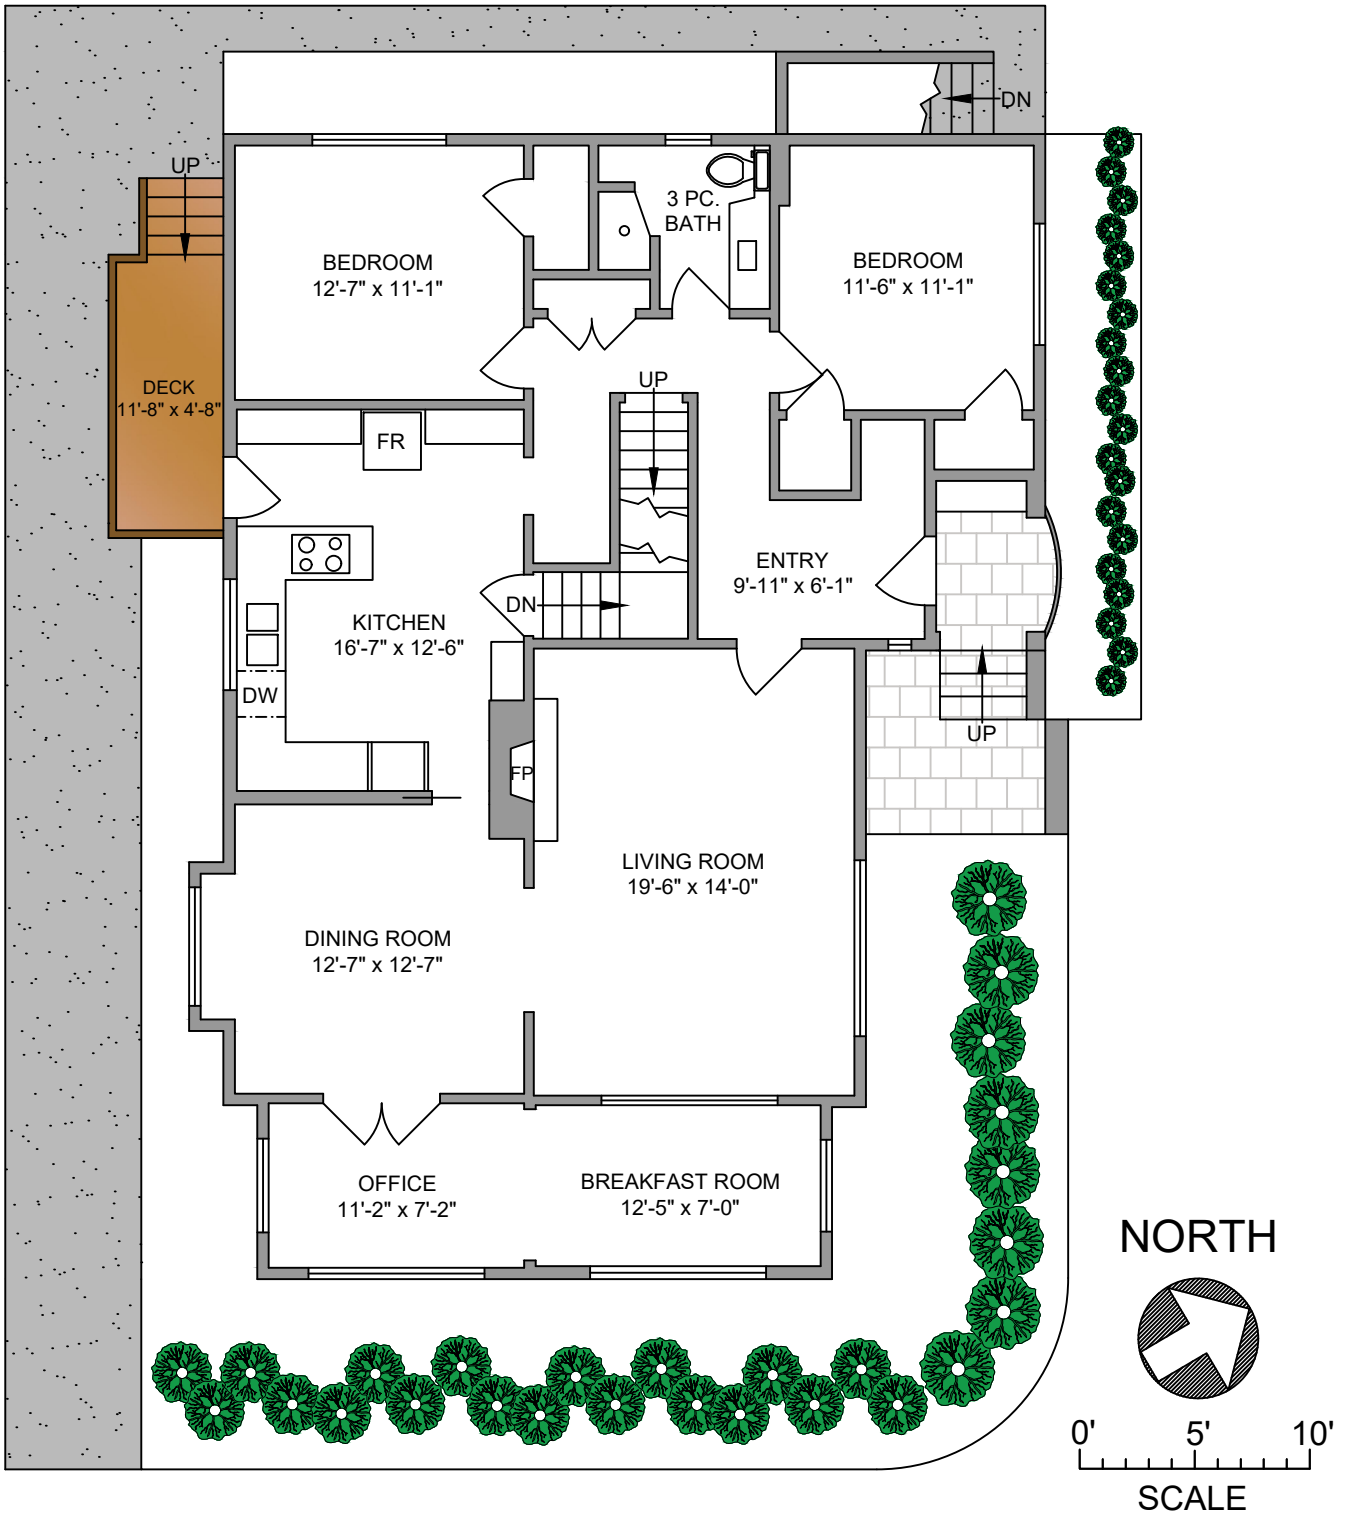 DN
UP
3 PC.
BATH
BEDROOM
12'-7" x 11'-1"
BEDROOM
11'-6" x 11'-1"
DECK
11'-8" x 4'-8"
UP
FR
ENTRY
9'-11" x 6'-1"
DN
KITCHEN
16'-7" x 12'-6"
DW
UP
FP
LIVING ROOM
19'-6" x 14'-0"
DINING ROOM
12'-7" x 12'-7"
OFFICE
11'-2" x 7'-2"
BREAKFAST ROOM
12'-5" x 7'-0"
NORTH
0' 5' 10'
SCALE